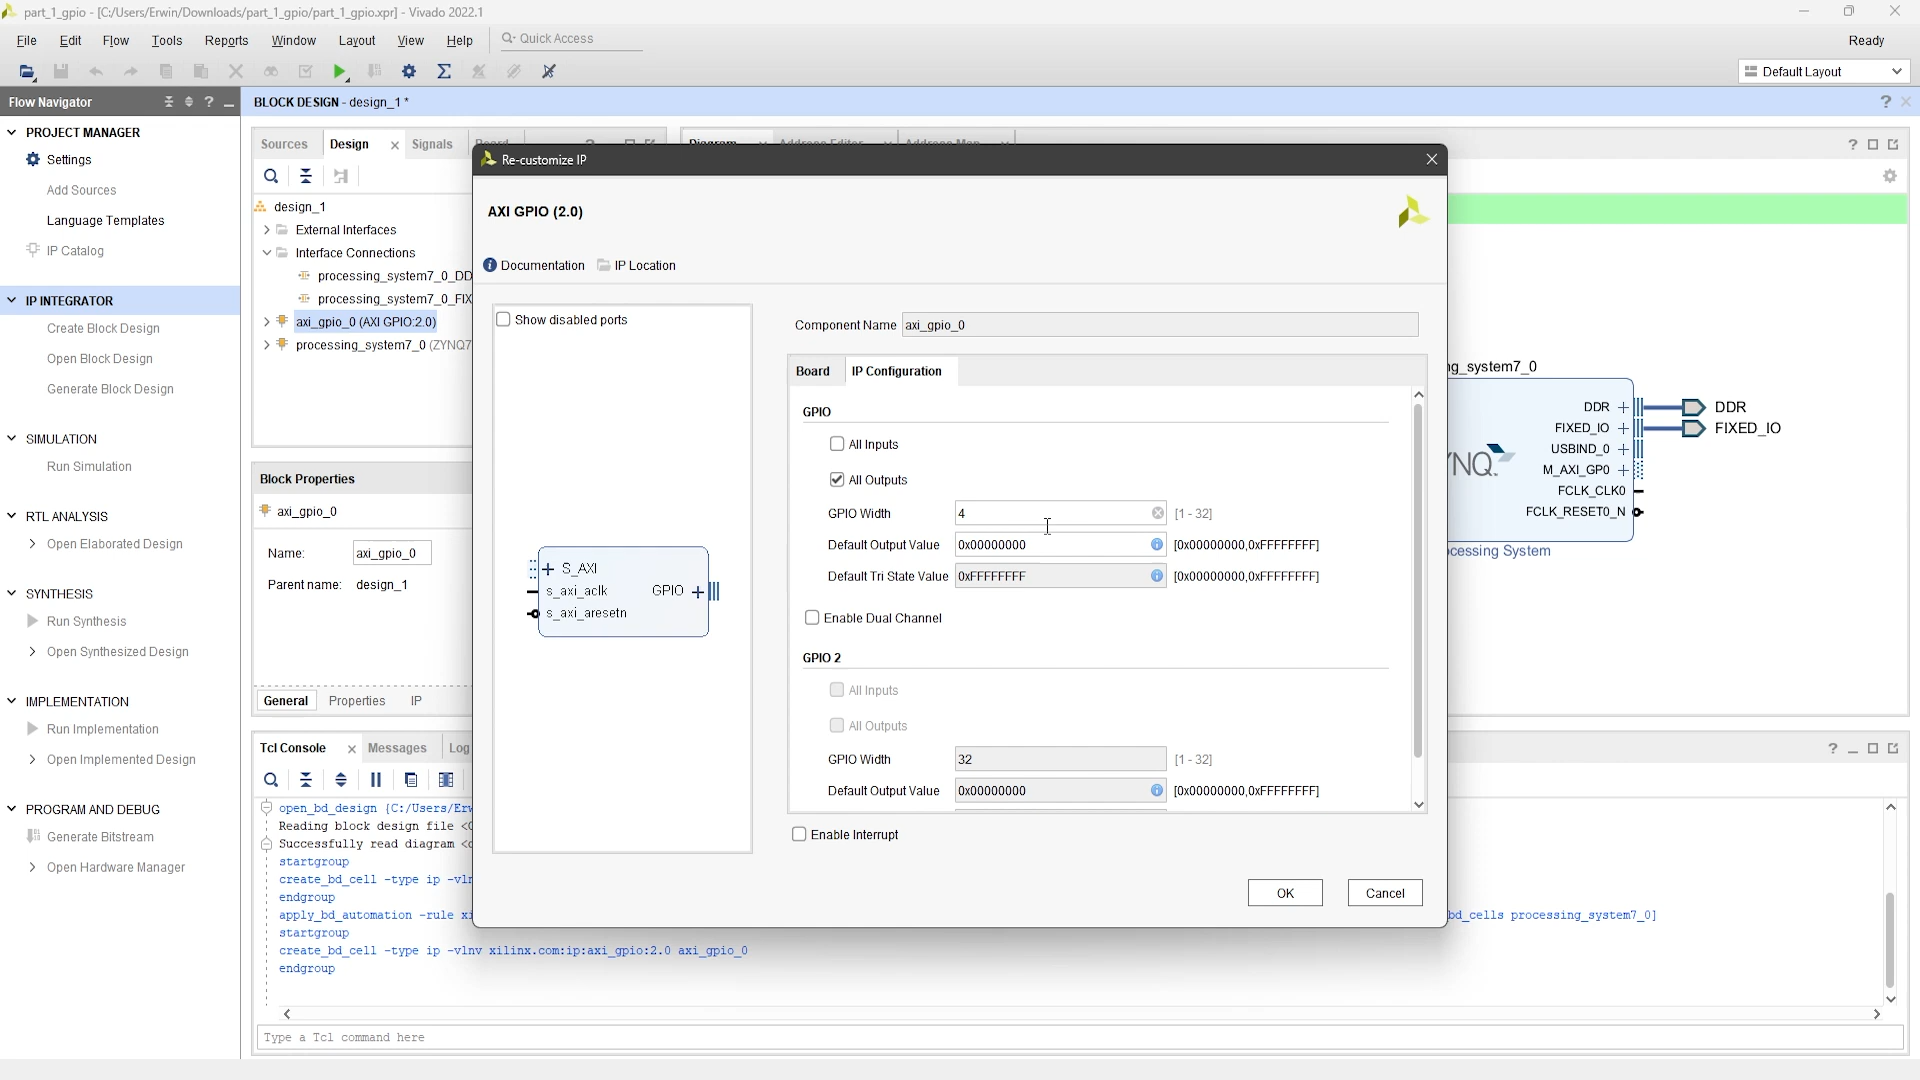 part_1_gpio - [C:/Users/Erwin/Downloads/part_1_gpio/part_1_gpio.xpr] - Vivado 2022.1
File Edit Flow Tools Reports Window Layout View Help Quick Access Ready
Default Layout
Flow Navigator
BLOCK DESIGN - design_1 *
PROJECT MANAGER
Settings
Add Sources
Language Templates
IP Catalog
IP INTEGRATOR
Create Block Design
Open Block Design
Generate Block Design
SIMULATION
Run Simulation
RTL ANALYSIS
Open Elaborated Design
SYNTHESIS
Run Synthesis
Open Synthesized Design
IMPLEMENTATION
Run Implementation
Open Implemented Design
PROGRAM AND DEBUG
Generate Bitstream
Open Hardware Manager
Sources Design Signals Board
Diagram Address Editor Address Map
design_1
External Interfaces
Interface Connections
processing_system7_0_DD
processing_system7_0_FIX
axi_gpio_0 (AXI GPIO:2.0)
processing_system7_0 (ZYNQ7
Block Properties
axi_gpio_0
Name: axi_gpio_0
Parent name: design_1
General Properties IP
Re-customize IP
AXI GPIO (2.0)
Documentation IP Location
Show disabled ports
S_AXI
s_axi_aclk
s_axi_aresetn
GPIO
Component Name axi_gpio_0
Board IP Configuration
GPIO
All Inputs
All Outputs
GPIO Width 4 [1 - 32]
Default Output Value 0x00000000 [0x00000000,0xFFFFFFFF]
Default Tri State Value 0xFFFFFFFF [0x00000000,0xFFFFFFFF]
Enable Dual Channel
GPIO 2
All Inputs
All Outputs
GPIO Width 32 [1 - 32]
Default Output Value 0x00000000 [0x00000000,0xFFFFFFFF]
Enable Interrupt
OK Cancel
ng_system7_0
DDR
FIXED_IO
USBIND_0
M_AXI_GP0
FCLK_CLK0
FCLK_RESET0_N
YNQ
DDR
FIXED_IO
cessing System
Tcl Console Messages Log
open_bd_design {C:/Users/Erw
Reading block design file <C
Successfully read diagram <d
startgroup
create_bd_cell -type ip -vln
endgroup
apply_bd_automation -rule xi bd_cells processing_system7_0]
startgroup
create_bd_cell -type ip -vlnv xilinx.com:ip:axi_gpio:2.0 axi_gpio_0
endgroup
Type a Tcl command here